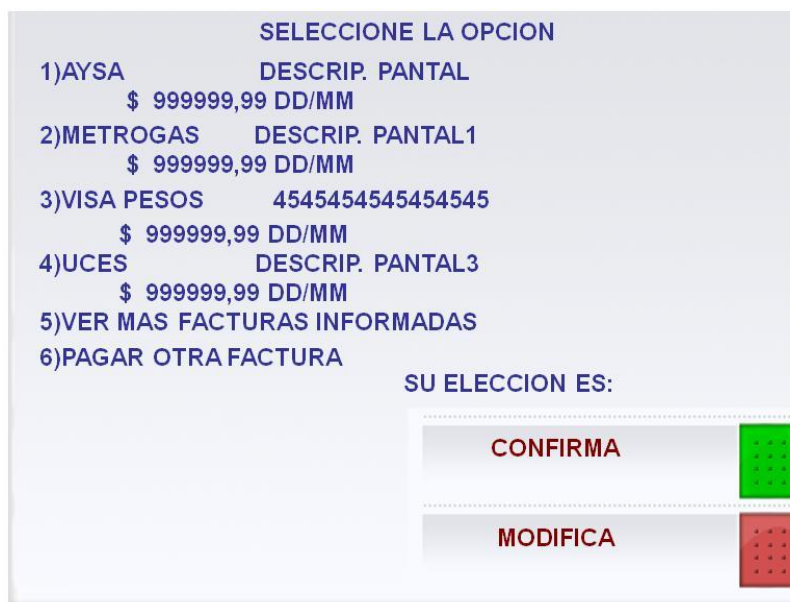 SELECCIONE LA OPCION
1)AYSA DESCRIP. PANTAL
$ 999999,99 DD/MM
2)METROGAS DESCRIP. PANTAL1
$ 999999,99 DD/MM
3)VISA PESOS 4545454545454545
$ 999999,99 DD/MM
4)UCES DESCRIP. PANTAL3
$ 999999,99 DD/MM
5)VER MAS FACTURAS INFORMADAS
6)PAGAR OTRA FACTURA
SU ELECCION ES:
CONFIRMA
MODIFICA